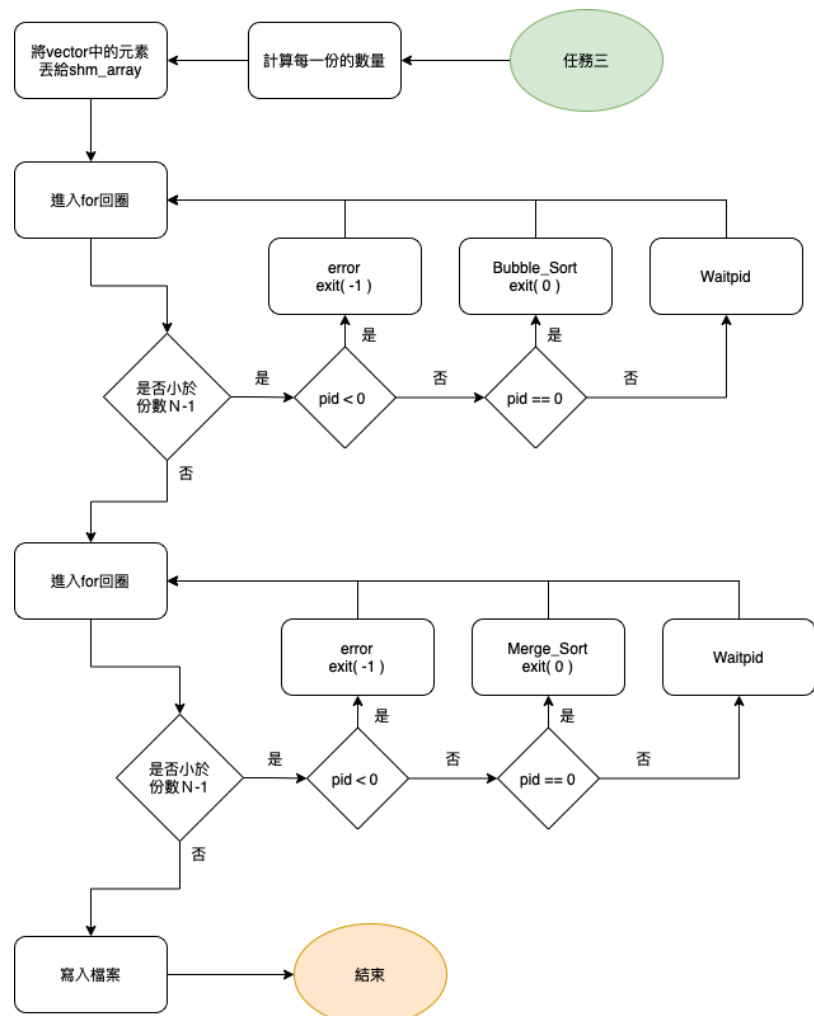 任務三
計算每一份的數量
將vector中的元素
丟給shm_array
進入for回圈
error
exit( -1 )
Bubble_Sort
exit( 0 )
Waitpid
是
是
是否小於
份數N-1
是
pid < 0
否
pid == 0
否
否
進入for回圈
error
exit( -1 )
Merge_Sort
exit( 0 )
Waitpid
是
是
是否小於
份數N-1
是
pid < 0
否
pid == 0
否
否
寫入檔案
結束